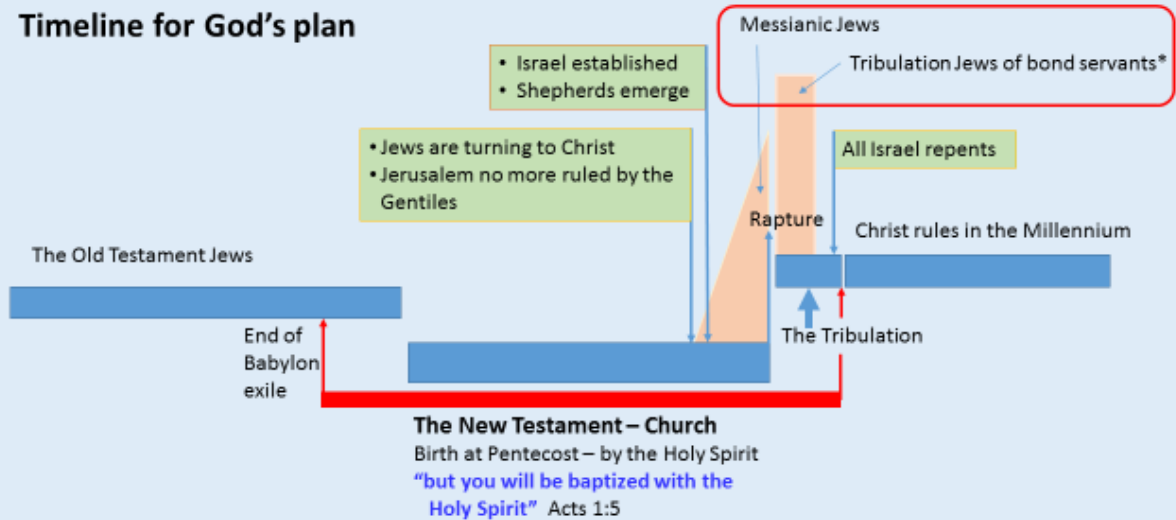 Timeline for God's plan
Messianic Jews
Tribulation Jews of bond servants*
• Israel established
• Shepherds emerge
• Jews are turning to Christ
• Jerusalem no more ruled by the
Gentiles
All Israel repents
Rapture
Christ rules in the Millennium
The Old Testament Jews
End of
Babylon
exile
The Tribulation
The New Testament – Church
Birth at Pentecost – by the Holy Spirit
“but you will be baptized with the
Holy Spirit” Acts 1:5